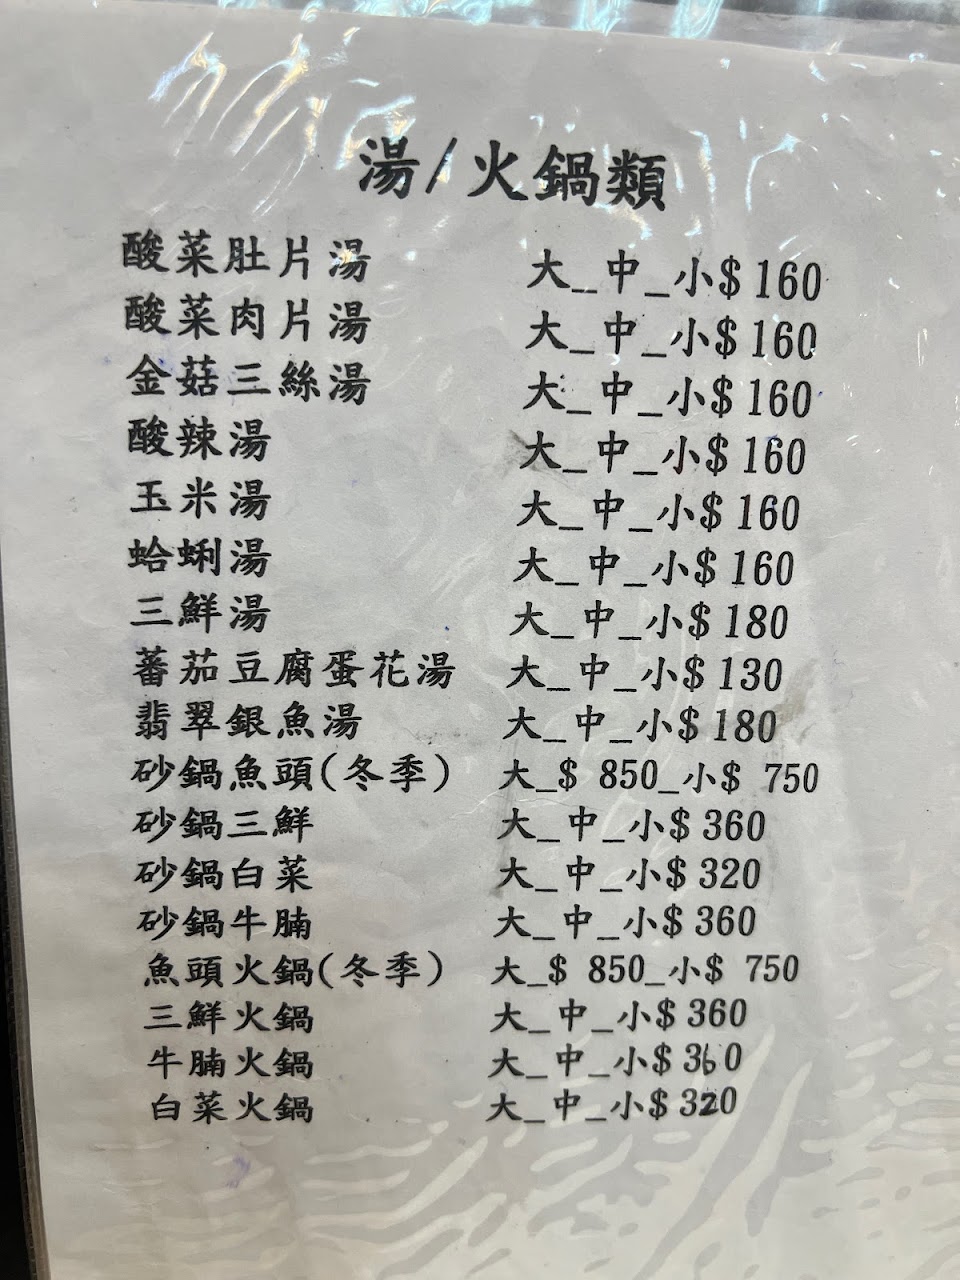 湯/火鍋類
酸菜肚片湯 大_中_小$160
酸菜肉片湯 大_中_小$160
金菇三絲湯 大_中_小$160
酸辣湯 大_中_小$160
玉米湯 大_中_小$160
蛤蜊湯 大_中_小$160
三鮮湯 大_中_小$180
蕃茄豆腐蛋花湯 大_中_小$130
翡翠銀魚湯 大_中_小$180
砂鍋魚頭(冬季) 大_$ 850_小$ 750
砂鍋三鮮 大_中_小$360
砂鍋白菜 大_中_小$320
砂鍋牛腩 大_中_小$360
魚頭火鍋(冬季) 大_$ 850_小$ 750
三鮮火鍋 大_中_小$360
牛腩火鍋 大_中_小$360
白菜火鍋 大_中_小$320